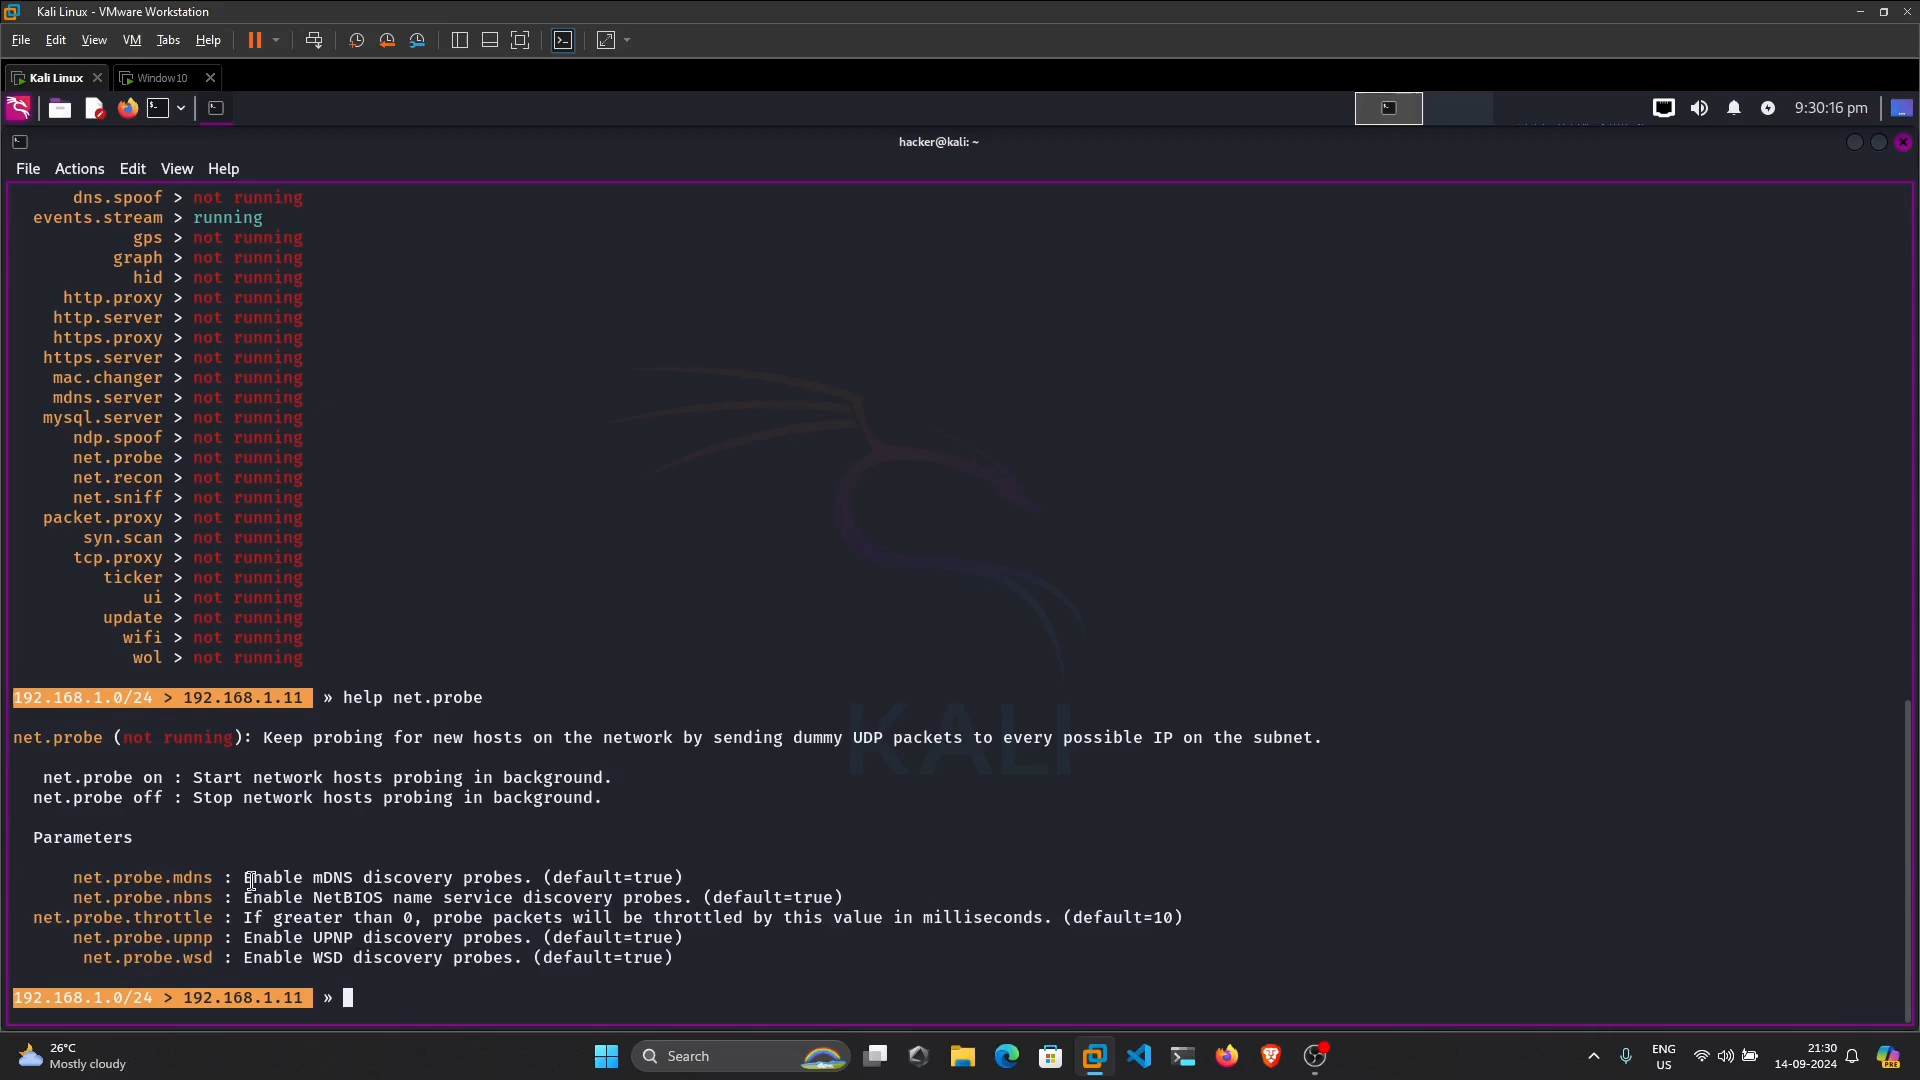 Kali Linux - VMware Workstation
File Edit View VM Tabs Help
Kali Linux Window10
9:30:16 pm
hacker@kali: ~
File Actions Edit View Help
dns.spoof > not running
events.stream > running
gps > not running
graph > not running
hid > not running
http.proxy > not running
http.server > not running
https.proxy > not running
https.server > not running
mac.changer > not running
mdns.server > not running
mysql.server > not running
ndp.spoof > not running
net.probe > not running
net.recon > not running
net.sniff > not running
packet.proxy > not running
syn.scan > not running
tcp.proxy > not running
ticker > not running
ui > not running
update > not running
wifi > not running
wol > not running
192.168.1.0/24 > 192.168.1.11 » help net.probe
net.probe (not running): Keep probing for new hosts on the network by sending dummy UDP packets to every possible IP on the subnet.
net.probe on : Start network hosts probing in background.
net.probe off : Stop network hosts probing in background.
KALI
Parameters
net.probe.mdns : Enable mDNS discovery probes. (default=true)
net.probe.nbns : Enable NetBIOS name service discovery probes. (default=true)
net.probe.throttle : If greater than 0, probe packets will be throttled by this value in milliseconds. (default=10)
net.probe.upnp : Enable UPNP discovery probes. (default=true)
net.probe.wsd : Enable WSD discovery probes. (default=true)
192.168.1.0/24 > 192.168.1.11 »
26°C
Mostly cloudy
Search
ENG
US
21:30
14-09-2024
PRE